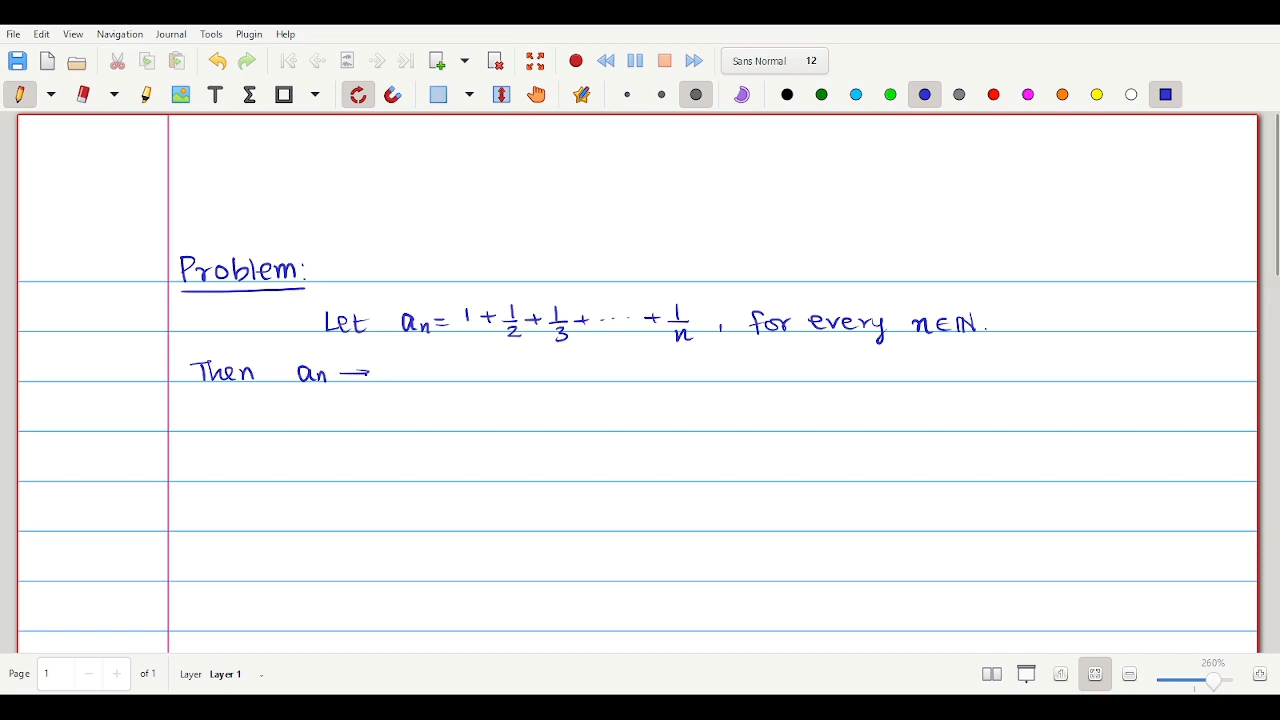 File Edit View Navigation Journal Tools Plugin Help
Sans Normal 12
Problem:
Let aₙ = 1 + 1/2 + 1/3 + ··· + 1/n , for every n∈ℕ.
Then aₙ →
Page 1 of 1 Layer Layer 1 260%